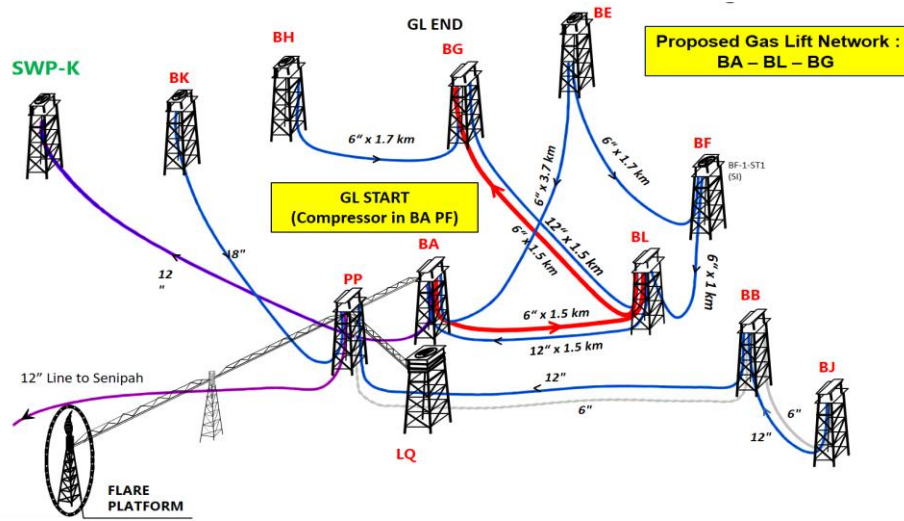 GL END
BE
BH
BG
Proposed Gas Lift Network :
BA – BL – BG
SWP-K
BK
BF
BF-1-ST1
(SI)
6“ x 1.7 km
6“ x 3.7 km
6“ x 1.7 km
GL START
(Compressor in BA PF)
12“ x 1.5 km
6“ x 1.5 km
8"
BA
BL
6“ x 1 km
12
"
PP
BB
6“ x 1.5 km
12“ x 1.5 km
12" Line to Senipah
12"
6"
BJ
6"
12"
LQ
FLARE
PLATFORM